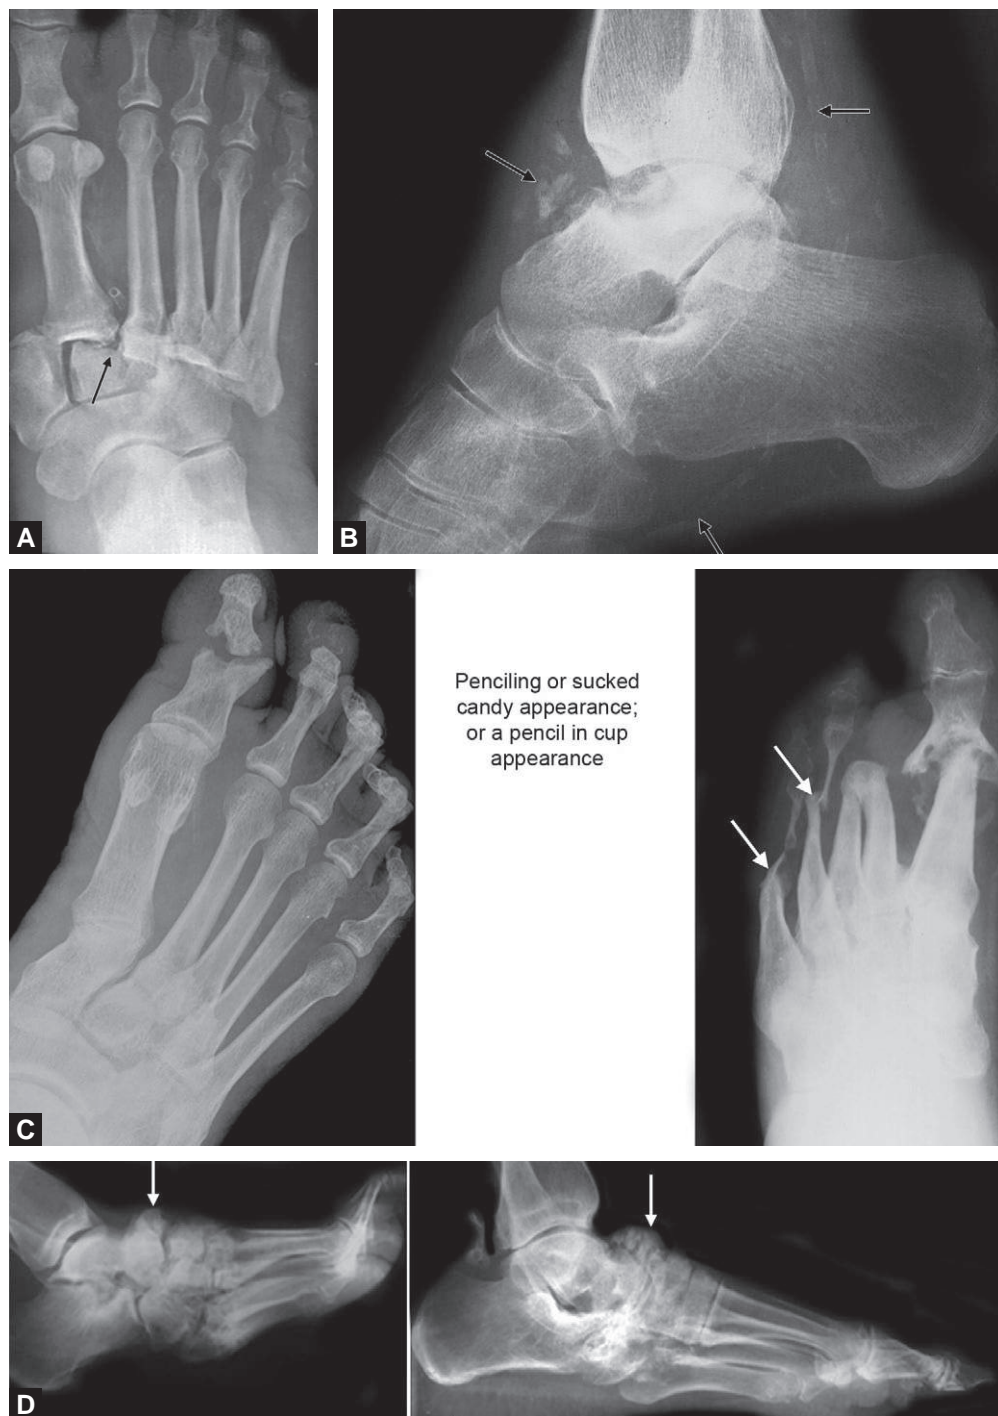 A
B
Penciling or sucked
candy appearance;
or a pencil in cup
appearance
C
D